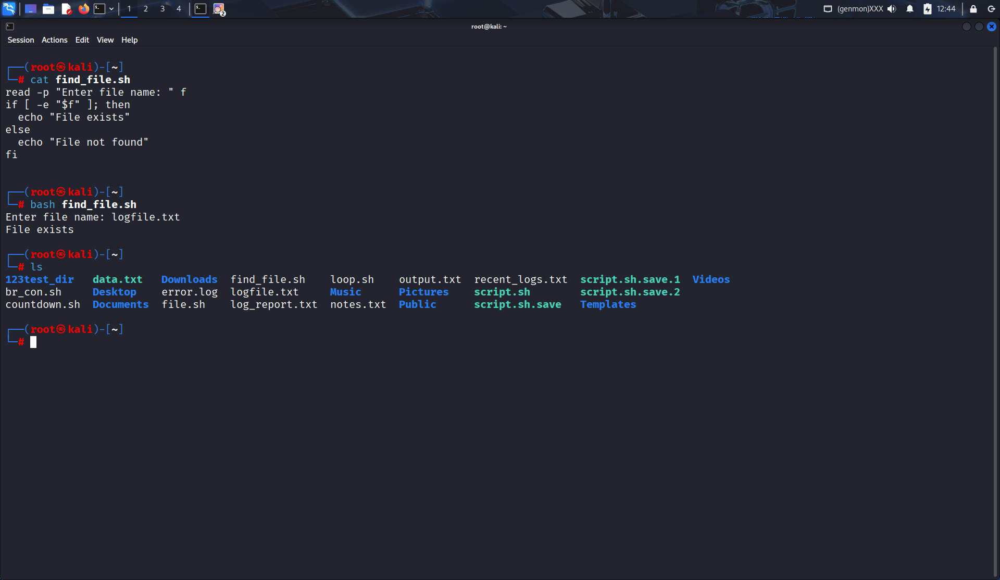 1 2 3 4 2 (genmon)XXX 12:44
root@kali: ~
Session Actions Edit View Help
┌──(root㉿kali)-[~]
└─# cat find_file.sh
read -p "Enter file name: " f
if [ -e "$f" ]; then
  echo "File exists"
else
  echo "File not found"
fi
┌──(root㉿kali)-[~]
└─# bash find_file.sh
Enter file name: logfile.txt
File exists
┌──(root㉿kali)-[~]
└─# ls
123test_dir   data.txt   Downloads  find_file.sh    loop.sh    output.txt  recent_logs.txt  script.sh.save.1  Videos
br_con.sh     Desktop    error.log  logfile.txt     Music      Pictures    script.sh        script.sh.save.2
countdown.sh  Documents  file.sh    log_report.txt  notes.txt  Public      script.sh.save   Templates
┌──(root㉿kali)-[~]
└─#